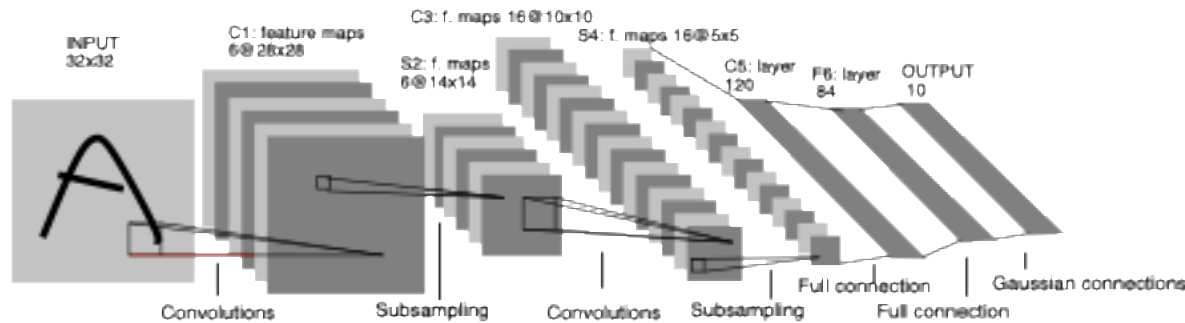 INPUT
32x32
C1: feature maps
6@28x28
S2: f. maps
6@14x14
C3: f. maps 16@10x10
S4: f. maps 16@5x5
C5: layer
120
F6: layer
84
OUTPUT
10
Convolutions
Subsampling
Convolutions
Subsampling
Full connection
Full connection
Gaussian connections
A